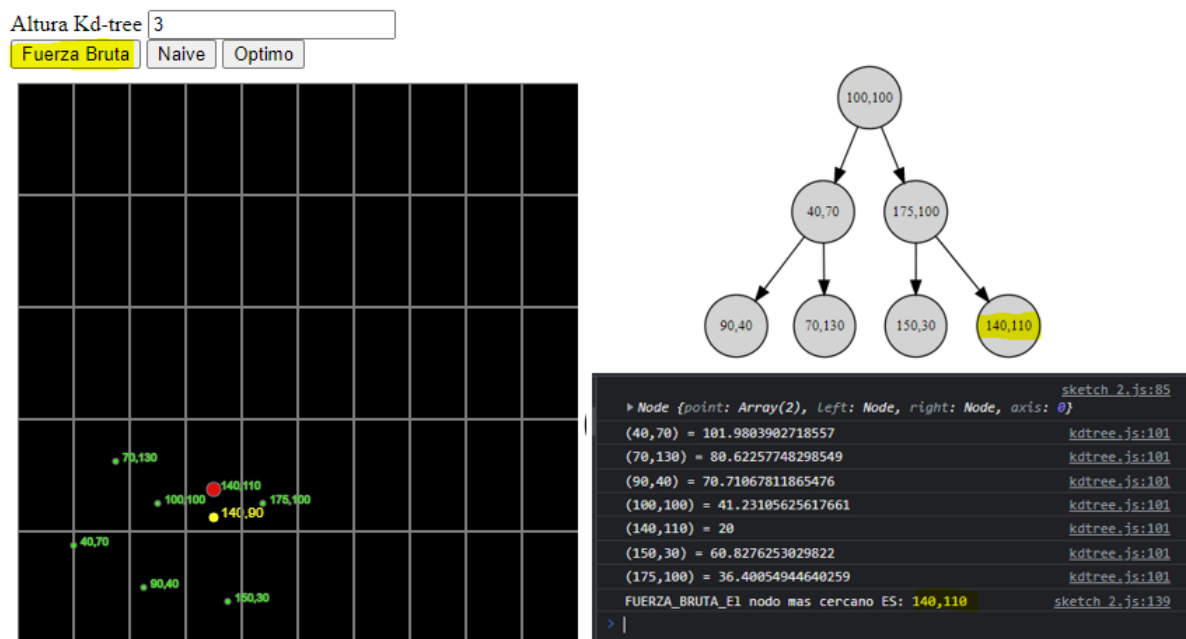 Altura Kd-tree 3
Fuerza Bruta Naive Optimo
70,130
140,110
100,100
175,100
140,90
40,70
90,40
150,30
100,100
40,70 175,100
90,40 70,130 150,30 140,110
sketch 2.js:85
▶ Node {point: Array(2), left: Node, right: Node, axis: 0}
(40,70) = 101.9803902718557 kdtree.js:101
(70,130) = 80.62257748298549 kdtree.js:101
(90,40) = 70.71067811865476 kdtree.js:101
(100,100) = 41.23105625617661 kdtree.js:101
(140,110) = 20 kdtree.js:101
(150,30) = 60.8276253029822 kdtree.js:101
(175,100) = 36.40054944640259 kdtree.js:101
FUERZA_BRUTA_El nodo mas cercano ES: 140,110 sketch 2.js:139
>